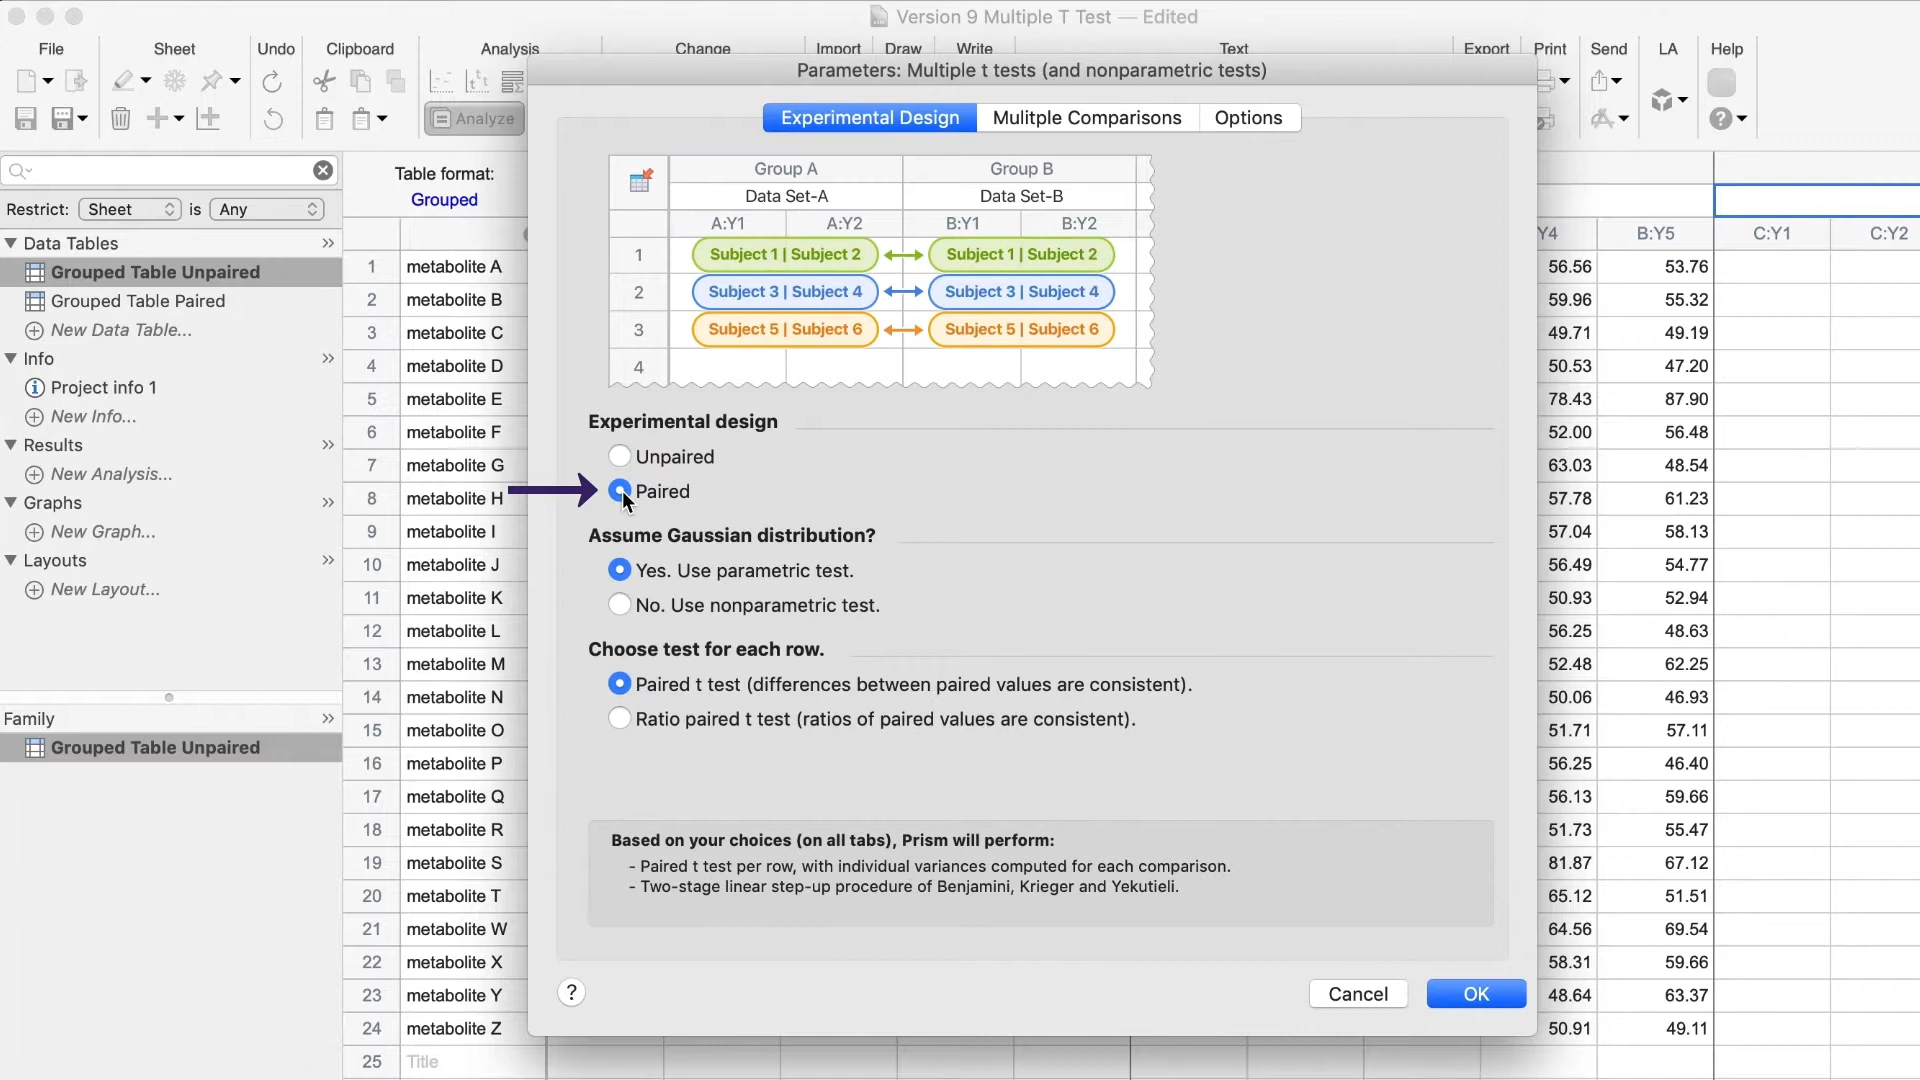 Version 9 Multiple T Test — Edited
File
Sheet
Undo
Clipboard
Analysis
Change
Import
Draw
Write
Text
Export
Print
Send
LA
Help
Analyze
Parameters: Multiple t tests (and nonparametric tests)
Experimental Design
Mulitple Comparisons
Options
Restrict: Sheet is Any
Data Tables
Grouped Table Unpaired
Grouped Table Paired
New Data Table...
Info
Project info 1
New Info...
Results
New Analysis...
Graphs
New Graph...
Layouts
New Layout...
Family
Grouped Table Unpaired
Table format:
Grouped
1 metabolite A
2 metabolite B
3 metabolite C
4 metabolite D
5 metabolite E
6 metabolite F
7 metabolite G
8 metabolite H
9 metabolite I
10 metabolite J
11 metabolite K
12 metabolite L
13 metabolite M
14 metabolite N
15 metabolite O
16 metabolite P
17 metabolite Q
18 metabolite R
19 metabolite S
20 metabolite T
21 metabolite W
22 metabolite X
23 metabolite Y
24 metabolite Z
25 Title
Group A Group B
Data Set-A Data Set-B
A:Y1 A:Y2 B:Y1 B:Y2
1 Subject 1 | Subject 2 Subject 1 | Subject 2
2 Subject 3 | Subject 4 Subject 3 | Subject 4
3 Subject 5 | Subject 6 Subject 5 | Subject 6
4
Experimental design
Unpaired
Paired
Assume Gaussian distribution?
Yes. Use parametric test.
No. Use nonparametric test.
Choose test for each row.
Paired t test (differences between paired values are consistent).
Ratio paired t test (ratios of paired values are consistent).
Based on your choices (on all tabs), Prism will perform:
- Paired t test per row, with individual variances computed for each comparison.
- Two-stage linear step-up procedure of Benjamini, Krieger and Yekutieli.
?
Cancel
OK
Y4 B:Y5 C:Y1 C:Y2
56.56 53.76
59.96 55.32
49.71 49.19
50.53 47.20
78.43 87.90
52.00 56.48
63.03 48.54
57.78 61.23
57.04 58.13
56.49 54.77
50.93 52.94
56.25 48.63
52.48 62.25
50.06 46.93
51.71 57.11
56.25 46.40
56.13 59.66
51.73 55.47
81.87 67.12
65.12 51.51
64.56 69.54
58.31 59.66
48.64 63.37
50.91 49.11